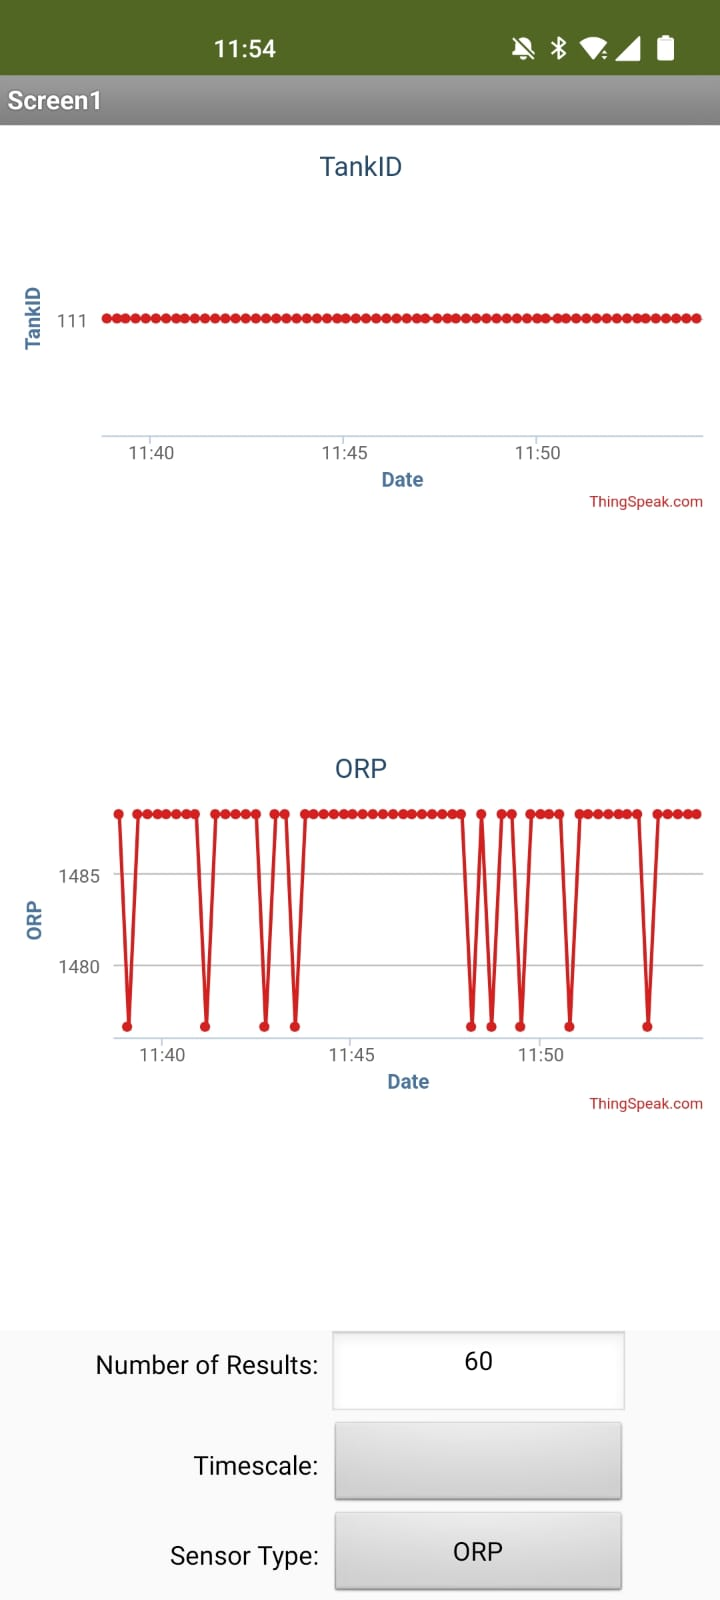 11:54
Screen1
TankID
TankID
111
11:40 11:45 11:50
Date
ThingSpeak.com
ORP
ORP
1485
1480
11:40 11:45 11:50
Date
ThingSpeak.com
Number of Results: 60
Timescale:
Sensor Type: ORP